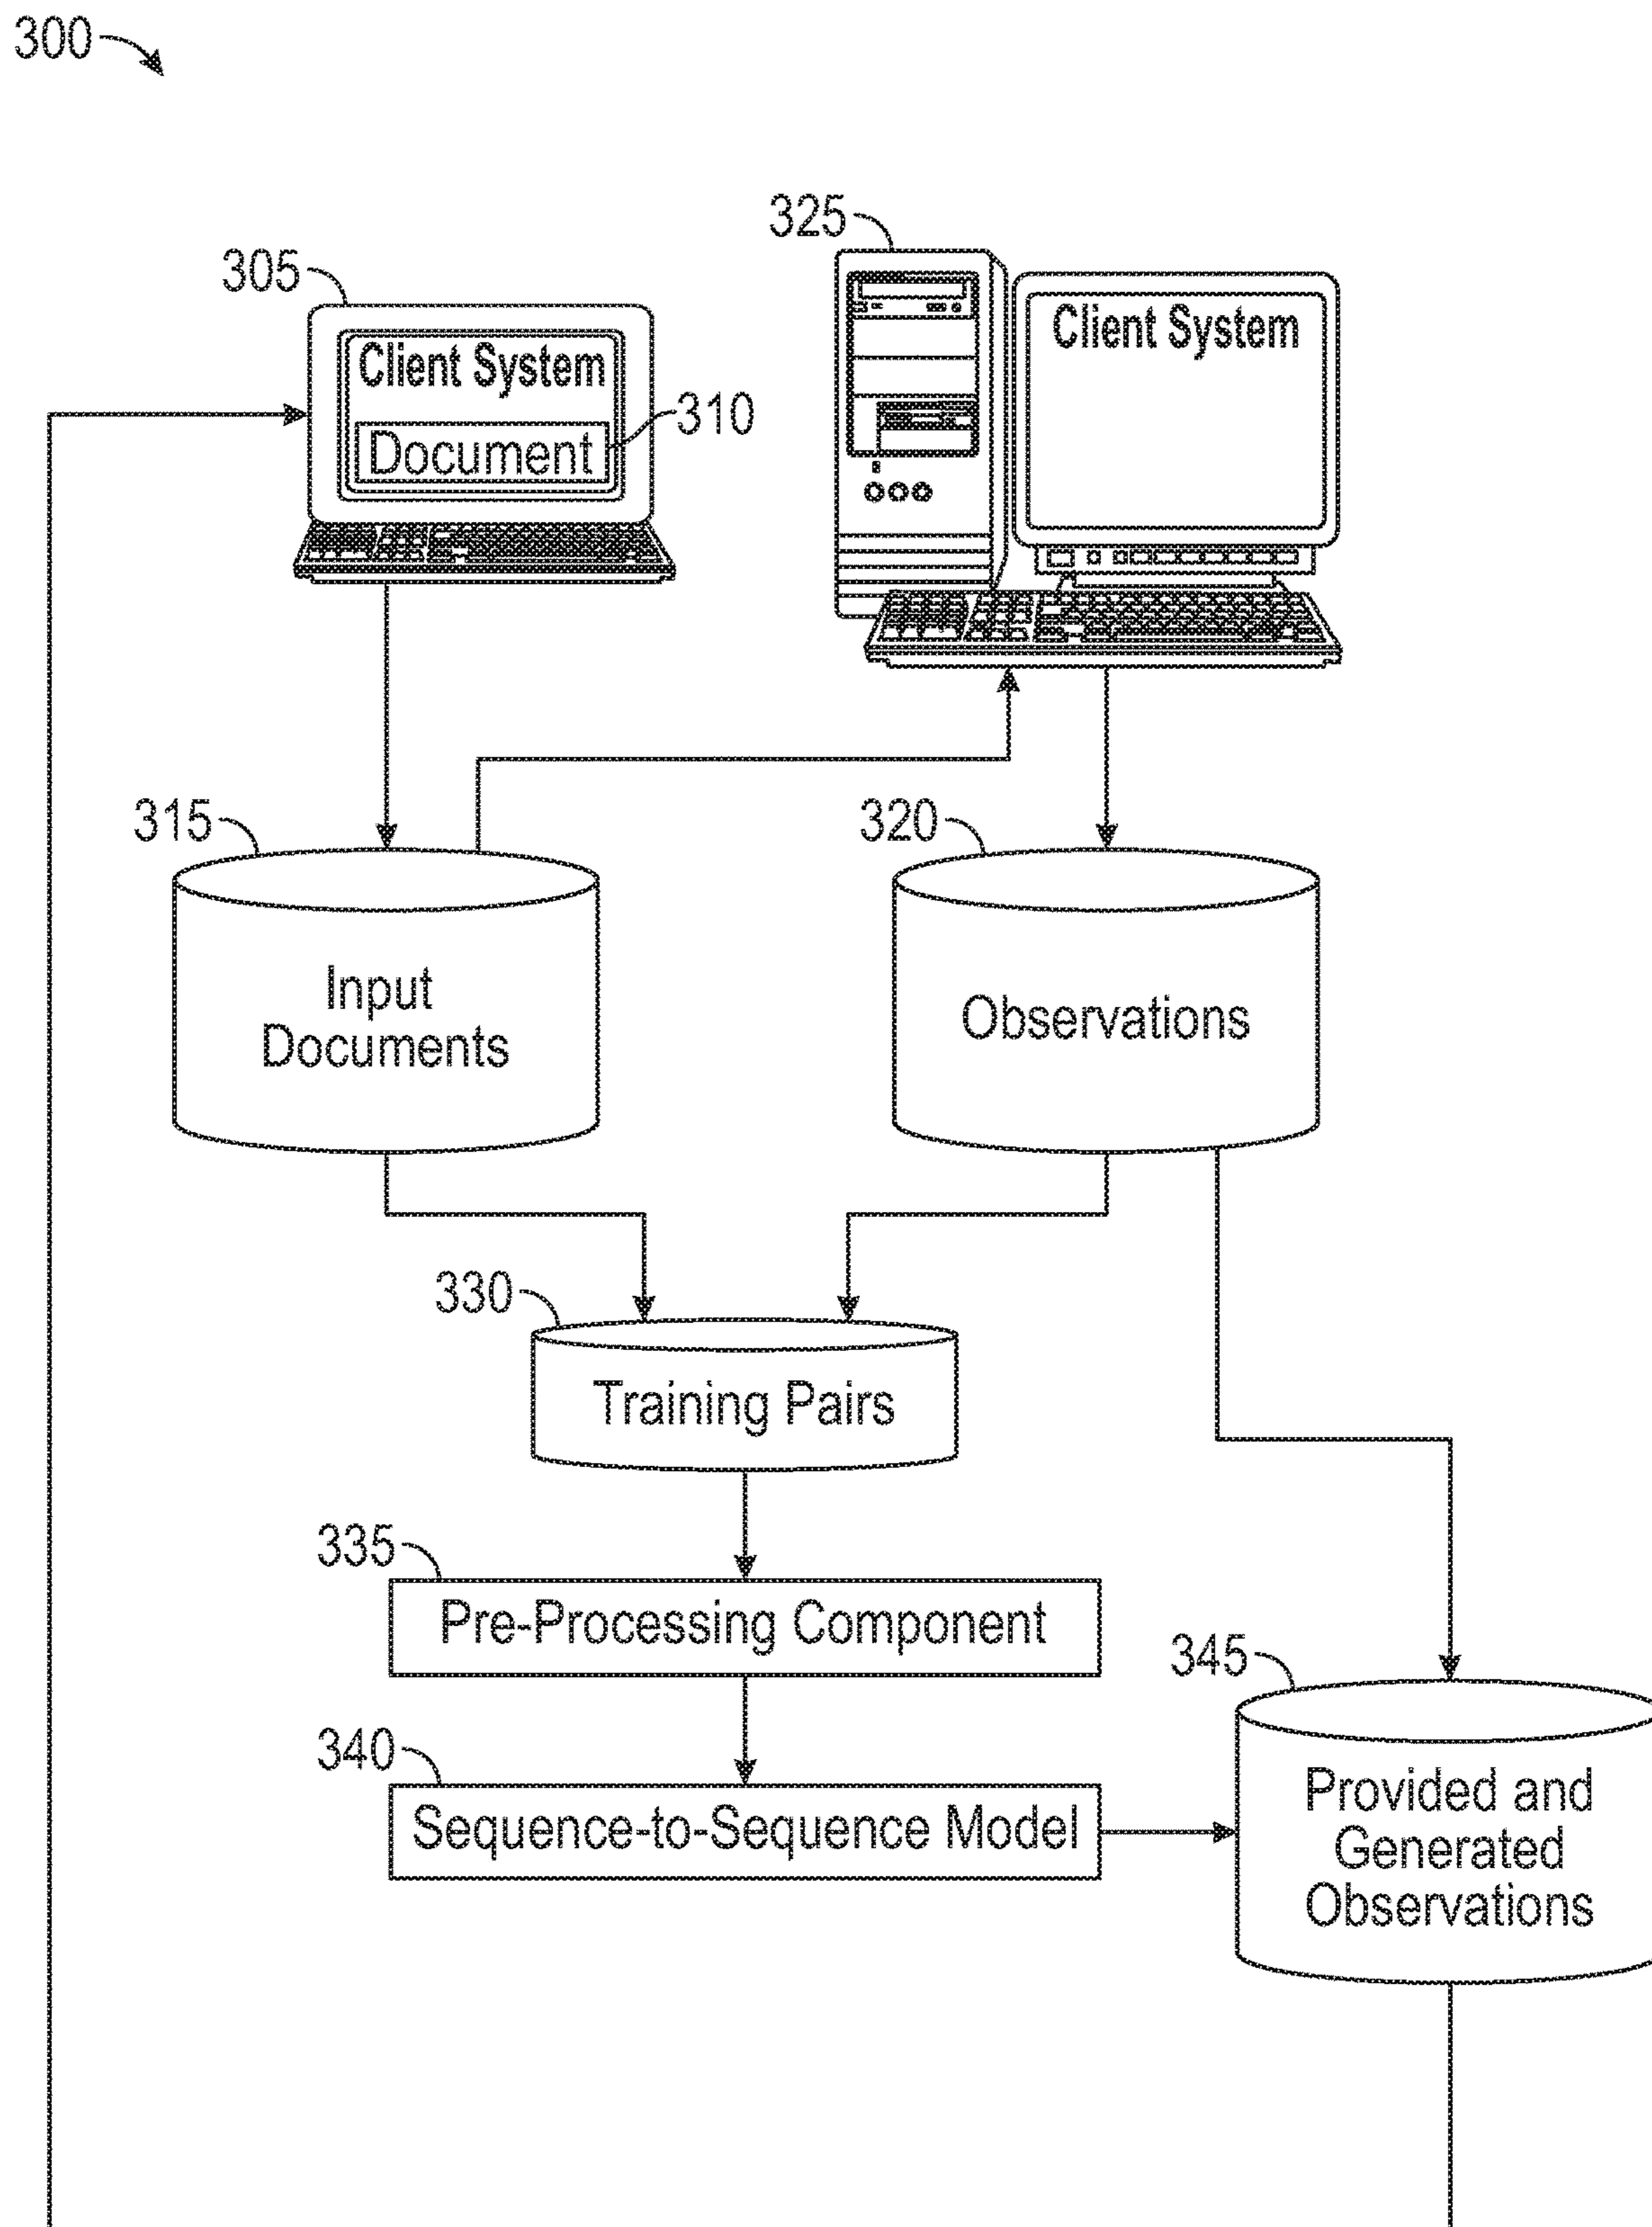 300
325
305
Client System
Client System
310
Document
315
320
Input
Documents
Observations
330
Training Pairs
335
Pre-Processing Component
345
340
Provided and
Sequence-to-Sequence Model
Generated
Observations